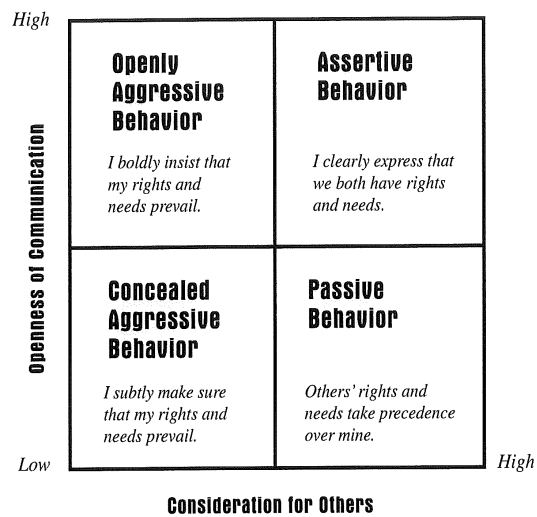 High
Openly
Aggressive
Behavior
I boldly insist that
my rights and
needs prevail.
Assertive
Behavior
I clearly express that
we both have rights
and needs.
Openness of Communication
Concealed
Aggressive
Behavior
I subtly make sure
that my rights and
needs prevail.
Passive
Behavior
Others' rights and
needs take precedence
over mine.
Low
High
Consideration for Others